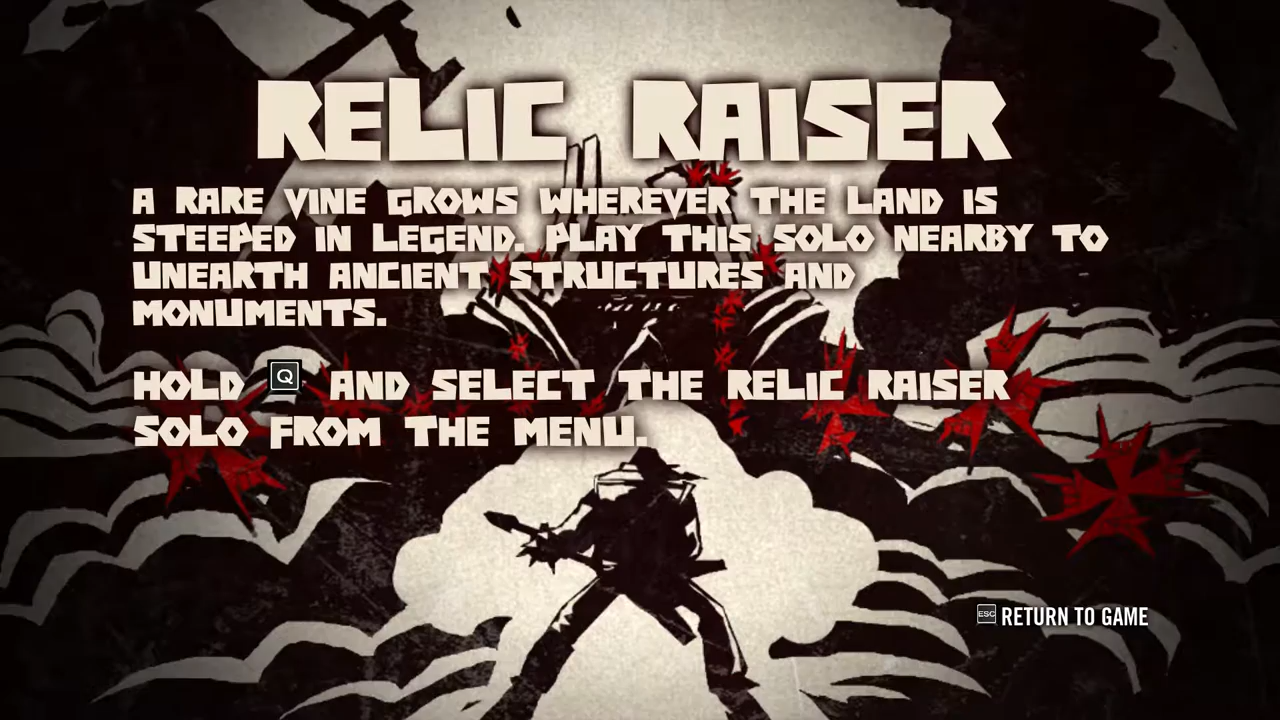 RELIC RAISER
A RARE VINE GROWS WHEREVER THE LAND IS
STEEPED IN LEGEND. PLAY THIS SOLO NEARBY TO
UNEARTH ANCIENT STRUCTURES AND
MONUMENTS.
HOLD Q AND SELECT THE RELIC RAISER
SOLO FROM THE MENU.
ESC RETURN TO GAME